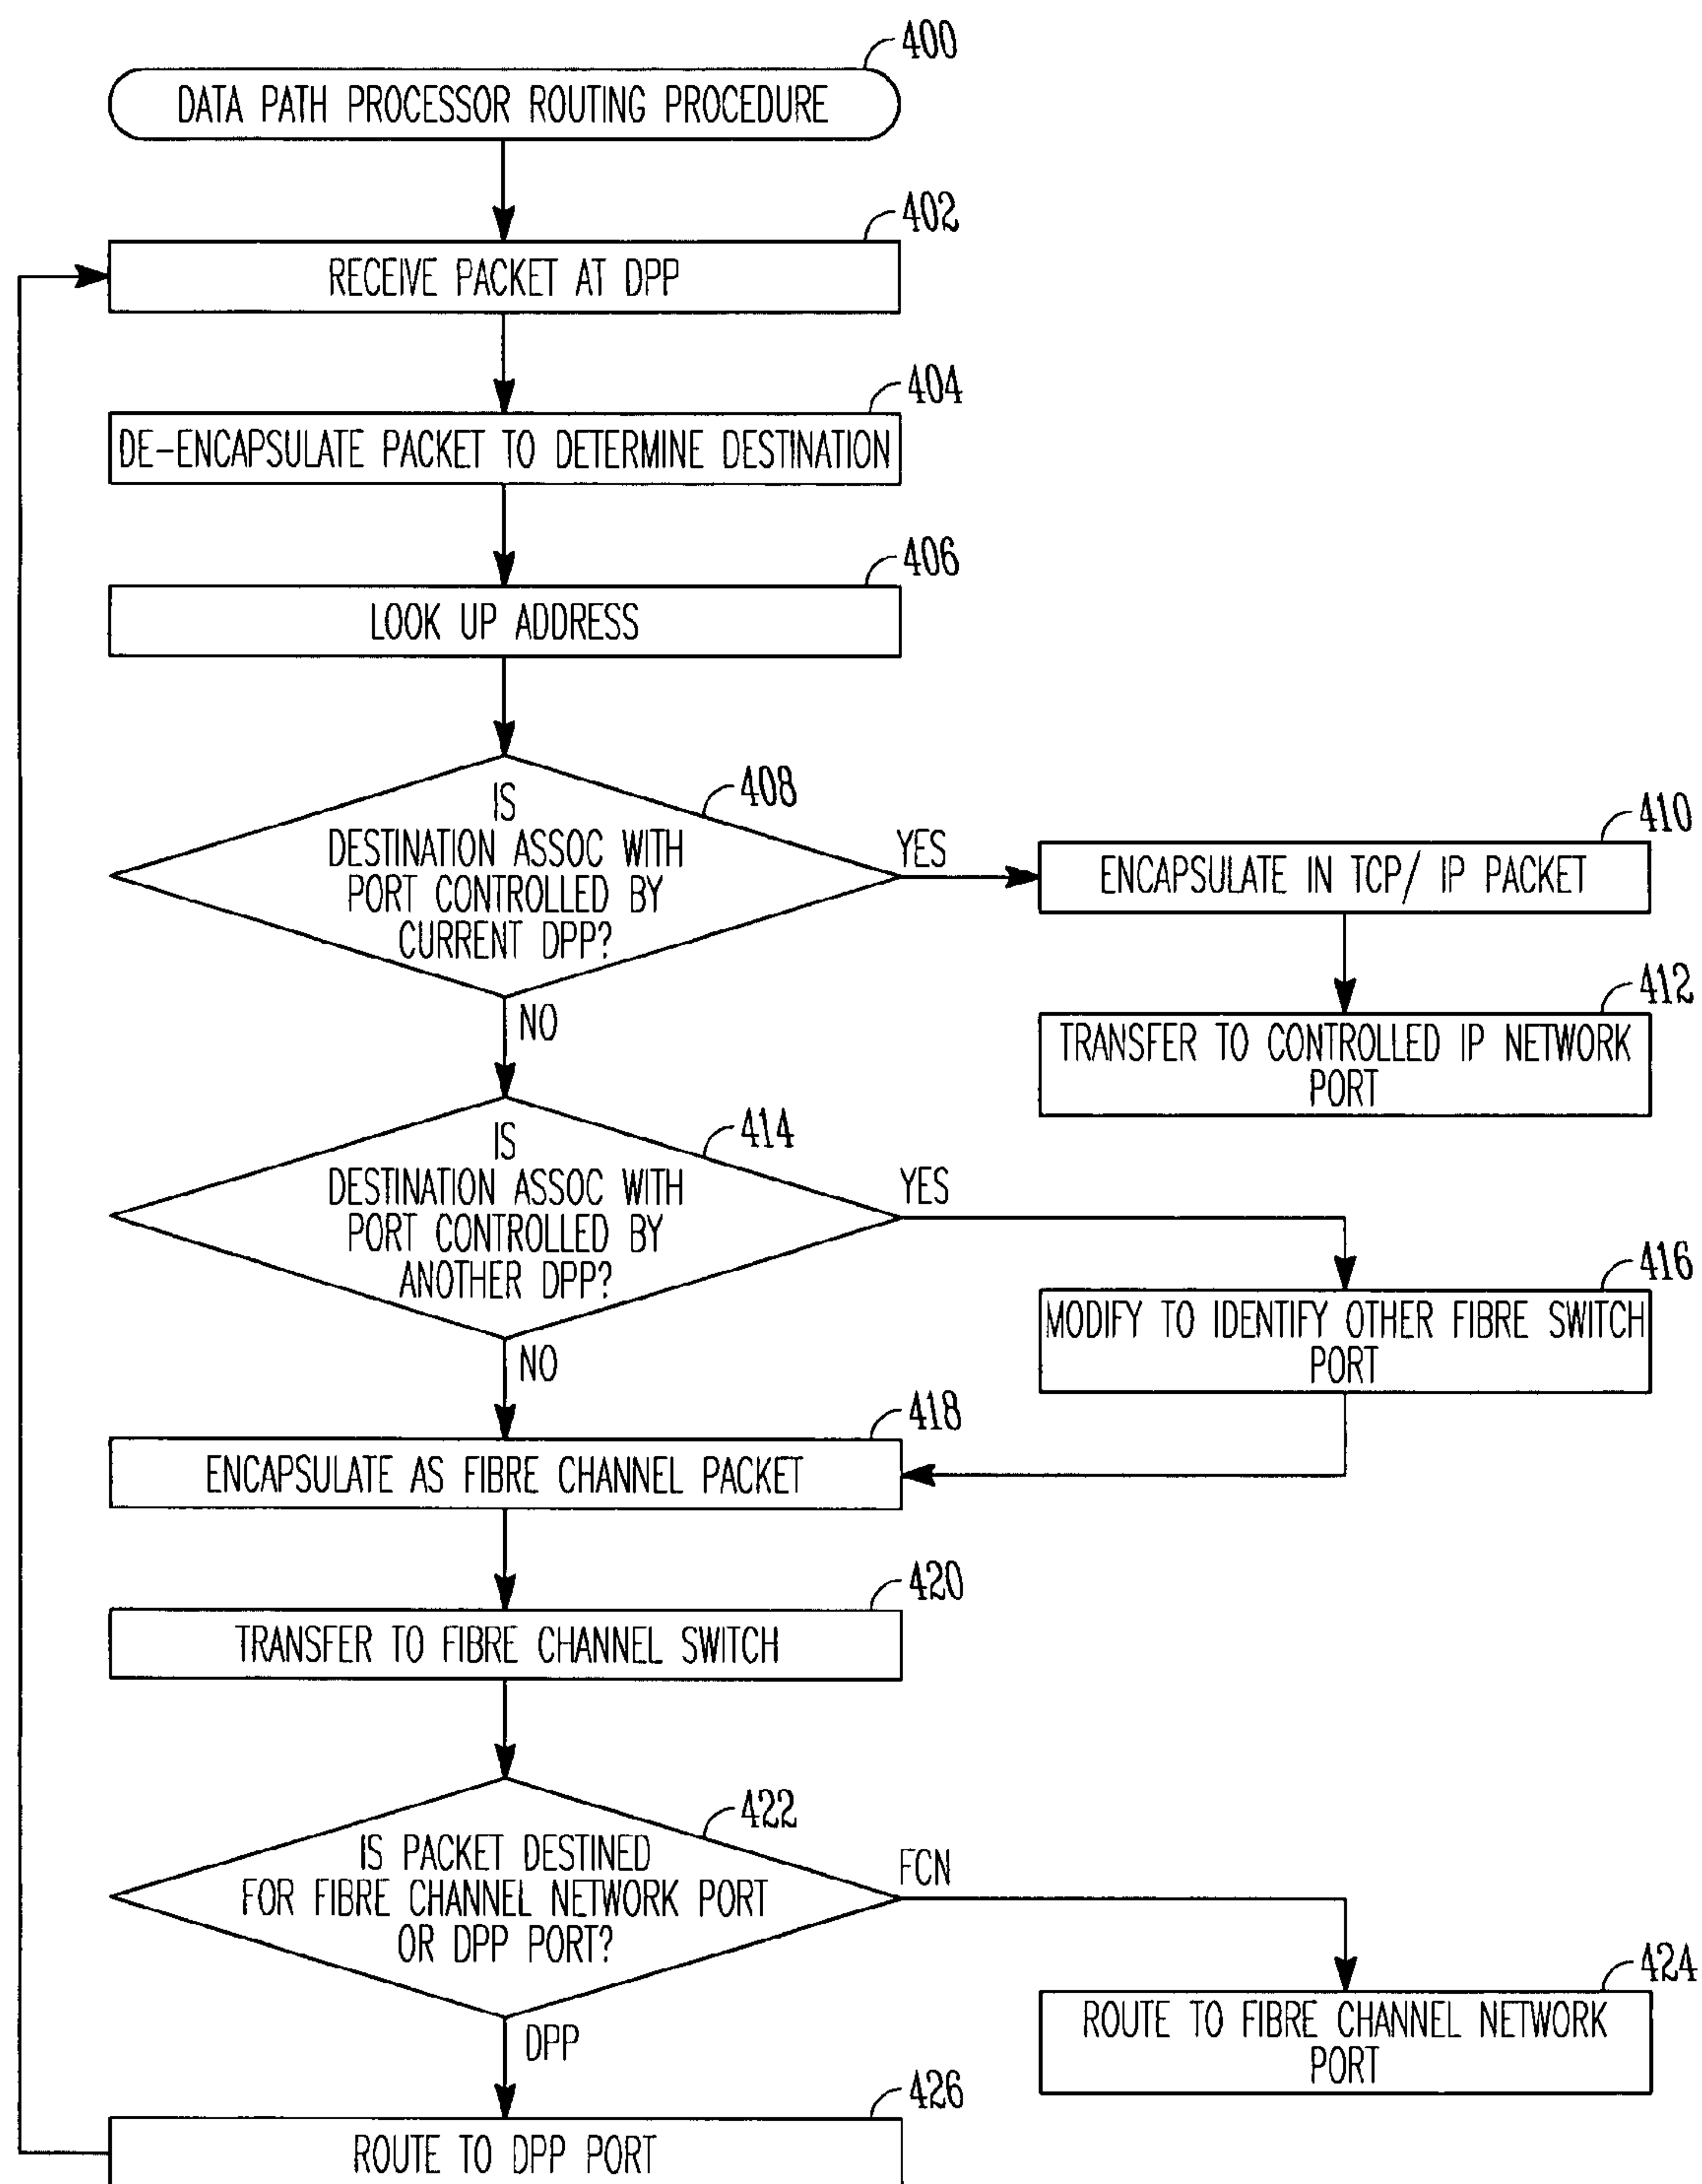 400
DATA PATH PROCESSOR ROUTING PROCEDURE
402
RECEIVE PACKET AT DPP
404
DE-ENCAPSULATE PACKET TO DETERMINE DESTINATION
406
LOOK UP ADDRESS
408
IS
DESTINATION ASSOC WITH
PORT CONTROLLED BY
CURRENT DPP?
YES
410
ENCAPSULATE IN TCP/ IP PACKET
412
TRANSFER TO CONTROLLED IP NETWORK
PORT
NO
414
IS
DESTINATION ASSOC WITH
PORT CONTROLLED BY
ANOTHER DPP?
YES
416
MODIFY TO IDENTIFY OTHER FIBRE SWITCH
PORT
NO
418
ENCAPSULATE AS FIBRE CHANNEL PACKET
420
TRANSFER TO FIBRE CHANNEL SWITCH
422
IS PACKET DESTINED
FOR FIBRE CHANNEL NETWORK PORT
OR DPP PORT?
FCN
424
ROUTE TO FIBRE CHANNEL NETWORK
PORT
DPP
426
ROUTE TO DPP PORT